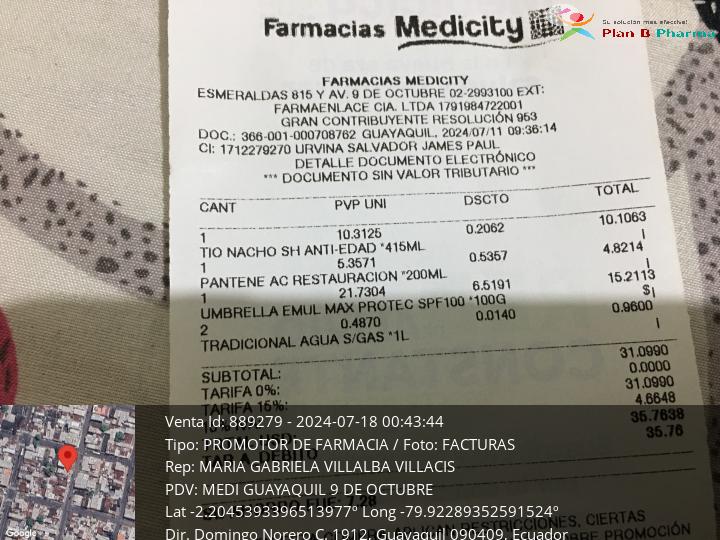 Farmacias Medicity
Su solución más efectiva!
Plan B Pharma
FARMACIAS MEDICITY
ESMERALDAS 815 Y AV. 9 DE OCTUBRE 02-2993100 EXT:
FARMAENLACE CIA. LTDA 1791984722001
GRAN CONTRIBUYENTE RESOLUCIÓN 953
DOC.: 366-001-000708762 GUAYAQUIL, 2024/07/11 09:36:14
CI: 1712279270 URVINA SALVADOR JAMES PAUL
DETALLE DOCUMENTO ELECTRÓNICO
*** DOCUMENTO SIN VALOR TRIBUTARIO ***
CANT PVP UNI DSCTO TOTAL
1 10.3125 0.2062 10.1063
TIO NACHO SH ANTI-EDAD *415ML I
1 5.3571 0.5357 4.8214
PANTENE AC RESTAURACION *200ML I
1 21.7304 6.5191 15.2113
UMBRELLA EMUL MAX PROTEC SPF100 *100G $I
2 0.4870 0.0140 0.9600
TRADICIONAL AGUA S/GAS *1L I
SUBTOTAL: 31.0990
TARIFA 0%: 0.0000
TARIFA 15%: 31.0990
4.6648
35.7638
35.76
Venta Id: 889279 - 2024-07-18 00:43:44
Tipo: PROMOTOR DE FARMACIA / Foto: FACTURAS
Rep: MARIA GABRIELA VILLALBA VILLACIS
PDV: MEDI GUAYAQUIL 9 DE OCTUBRE
Lat -2.2045393396513977° Long -79.92289352591524°
Dir. Domingo Norero C. 1912, Guayaquil 090409, Ecuador
DEBITO
FUE: 7.28
APLICAN RESTRICCIONES, CIERTAS
PROMOCIÓN
Google